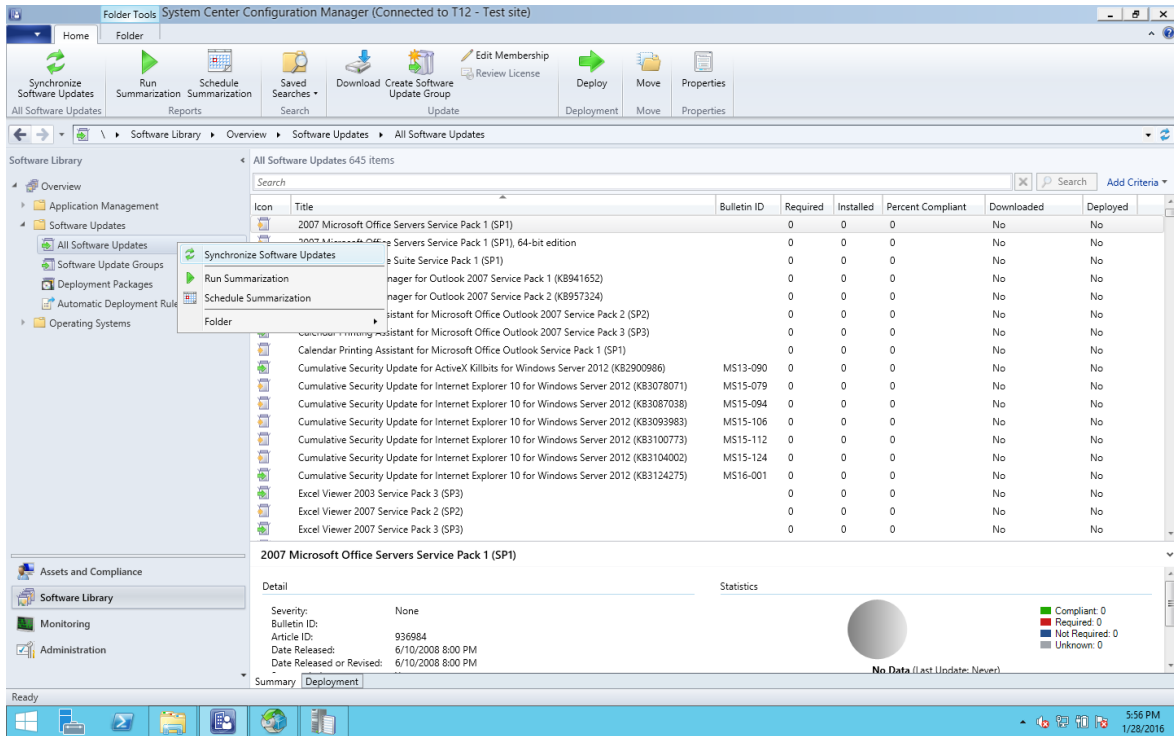 Folder Tools System Center Configuration Manager (Connected to T12 - Test site)
Home Folder
Synchronize Software Updates
Run Summarization
Schedule Summarization
Saved Searches
Download
Create Software Update Group
Edit Membership
Review License
Deploy
Move
Properties
All Software Updates Reports Search Update Deployment Move Properties
\ Software Library Overview Software Updates All Software Updates
Software Library
Overview
Application Management
Software Updates
All Software Updates
Software Update Groups
Deployment Packages
Automatic Deployment Rule
Operating Systems
Synchronize Software Updates
Run Summarization
Schedule Summarization
Folder
All Software Updates 645 items
Search Search Add Criteria
Icon Title Bulletin ID Required Installed Percent Compliant Downloaded Deployed
2007 Microsoft Office Servers Service Pack 1 (SP1) 0 0 0 No No
2007 Microsoft Office Servers Service Pack 1 (SP1), 64-bit edition 0 0 0 No No
e Suite Service Pack 1 (SP1) 0 0 0 No No
nager for Outlook 2007 Service Pack 1 (KB941652) 0 0 0 No No
nager for Outlook 2007 Service Pack 2 (KB957324) 0 0 0 No No
sistant for Microsoft Office Outlook 2007 Service Pack 2 (SP2) 0 0 0 No No
Calendar Printing Assistant for Microsoft Office Outlook 2007 Service Pack 3 (SP3) 0 0 0 No No
Calendar Printing Assistant for Microsoft Office Outlook Service Pack 1 (SP1) 0 0 0 No No
Cumulative Security Update for ActiveX Killbits for Windows Server 2012 (KB2900986) MS13-090 0 0 0 No No
Cumulative Security Update for Internet Explorer 10 for Windows Server 2012 (KB3078071) MS15-079 0 0 0 No No
Cumulative Security Update for Internet Explorer 10 for Windows Server 2012 (KB3087038) MS15-094 0 0 0 No No
Cumulative Security Update for Internet Explorer 10 for Windows Server 2012 (KB3093983) MS15-106 0 0 0 No No
Cumulative Security Update for Internet Explorer 10 for Windows Server 2012 (KB3100773) MS15-112 0 0 0 No No
Cumulative Security Update for Internet Explorer 10 for Windows Server 2012 (KB3104002) MS15-124 0 0 0 No No
Cumulative Security Update for Internet Explorer 10 for Windows Server 2012 (KB3124275) MS16-001 0 0 0 No No
Excel Viewer 2003 Service Pack 3 (SP3) 0 0 0 No No
Excel Viewer 2007 Service Pack 2 (SP2) 0 0 0 No No
Excel Viewer 2007 Service Pack 3 (SP3) 0 0 0 No No
Assets and Compliance
Software Library
Monitoring
Administration
2007 Microsoft Office Servers Service Pack 1 (SP1)
Detail
Severity: None
Bulletin ID:
Article ID: 936984
Date Released: 6/10/2008 8:00 PM
Date Released or Revised: 6/10/2008 8:00 PM
Statistics
Compliant: 0
Required: 0
Not Required: 0
Unknown: 0
No Data (Last Update: Never)
Summary Deployment
Ready
5:56 PM
1/28/2016